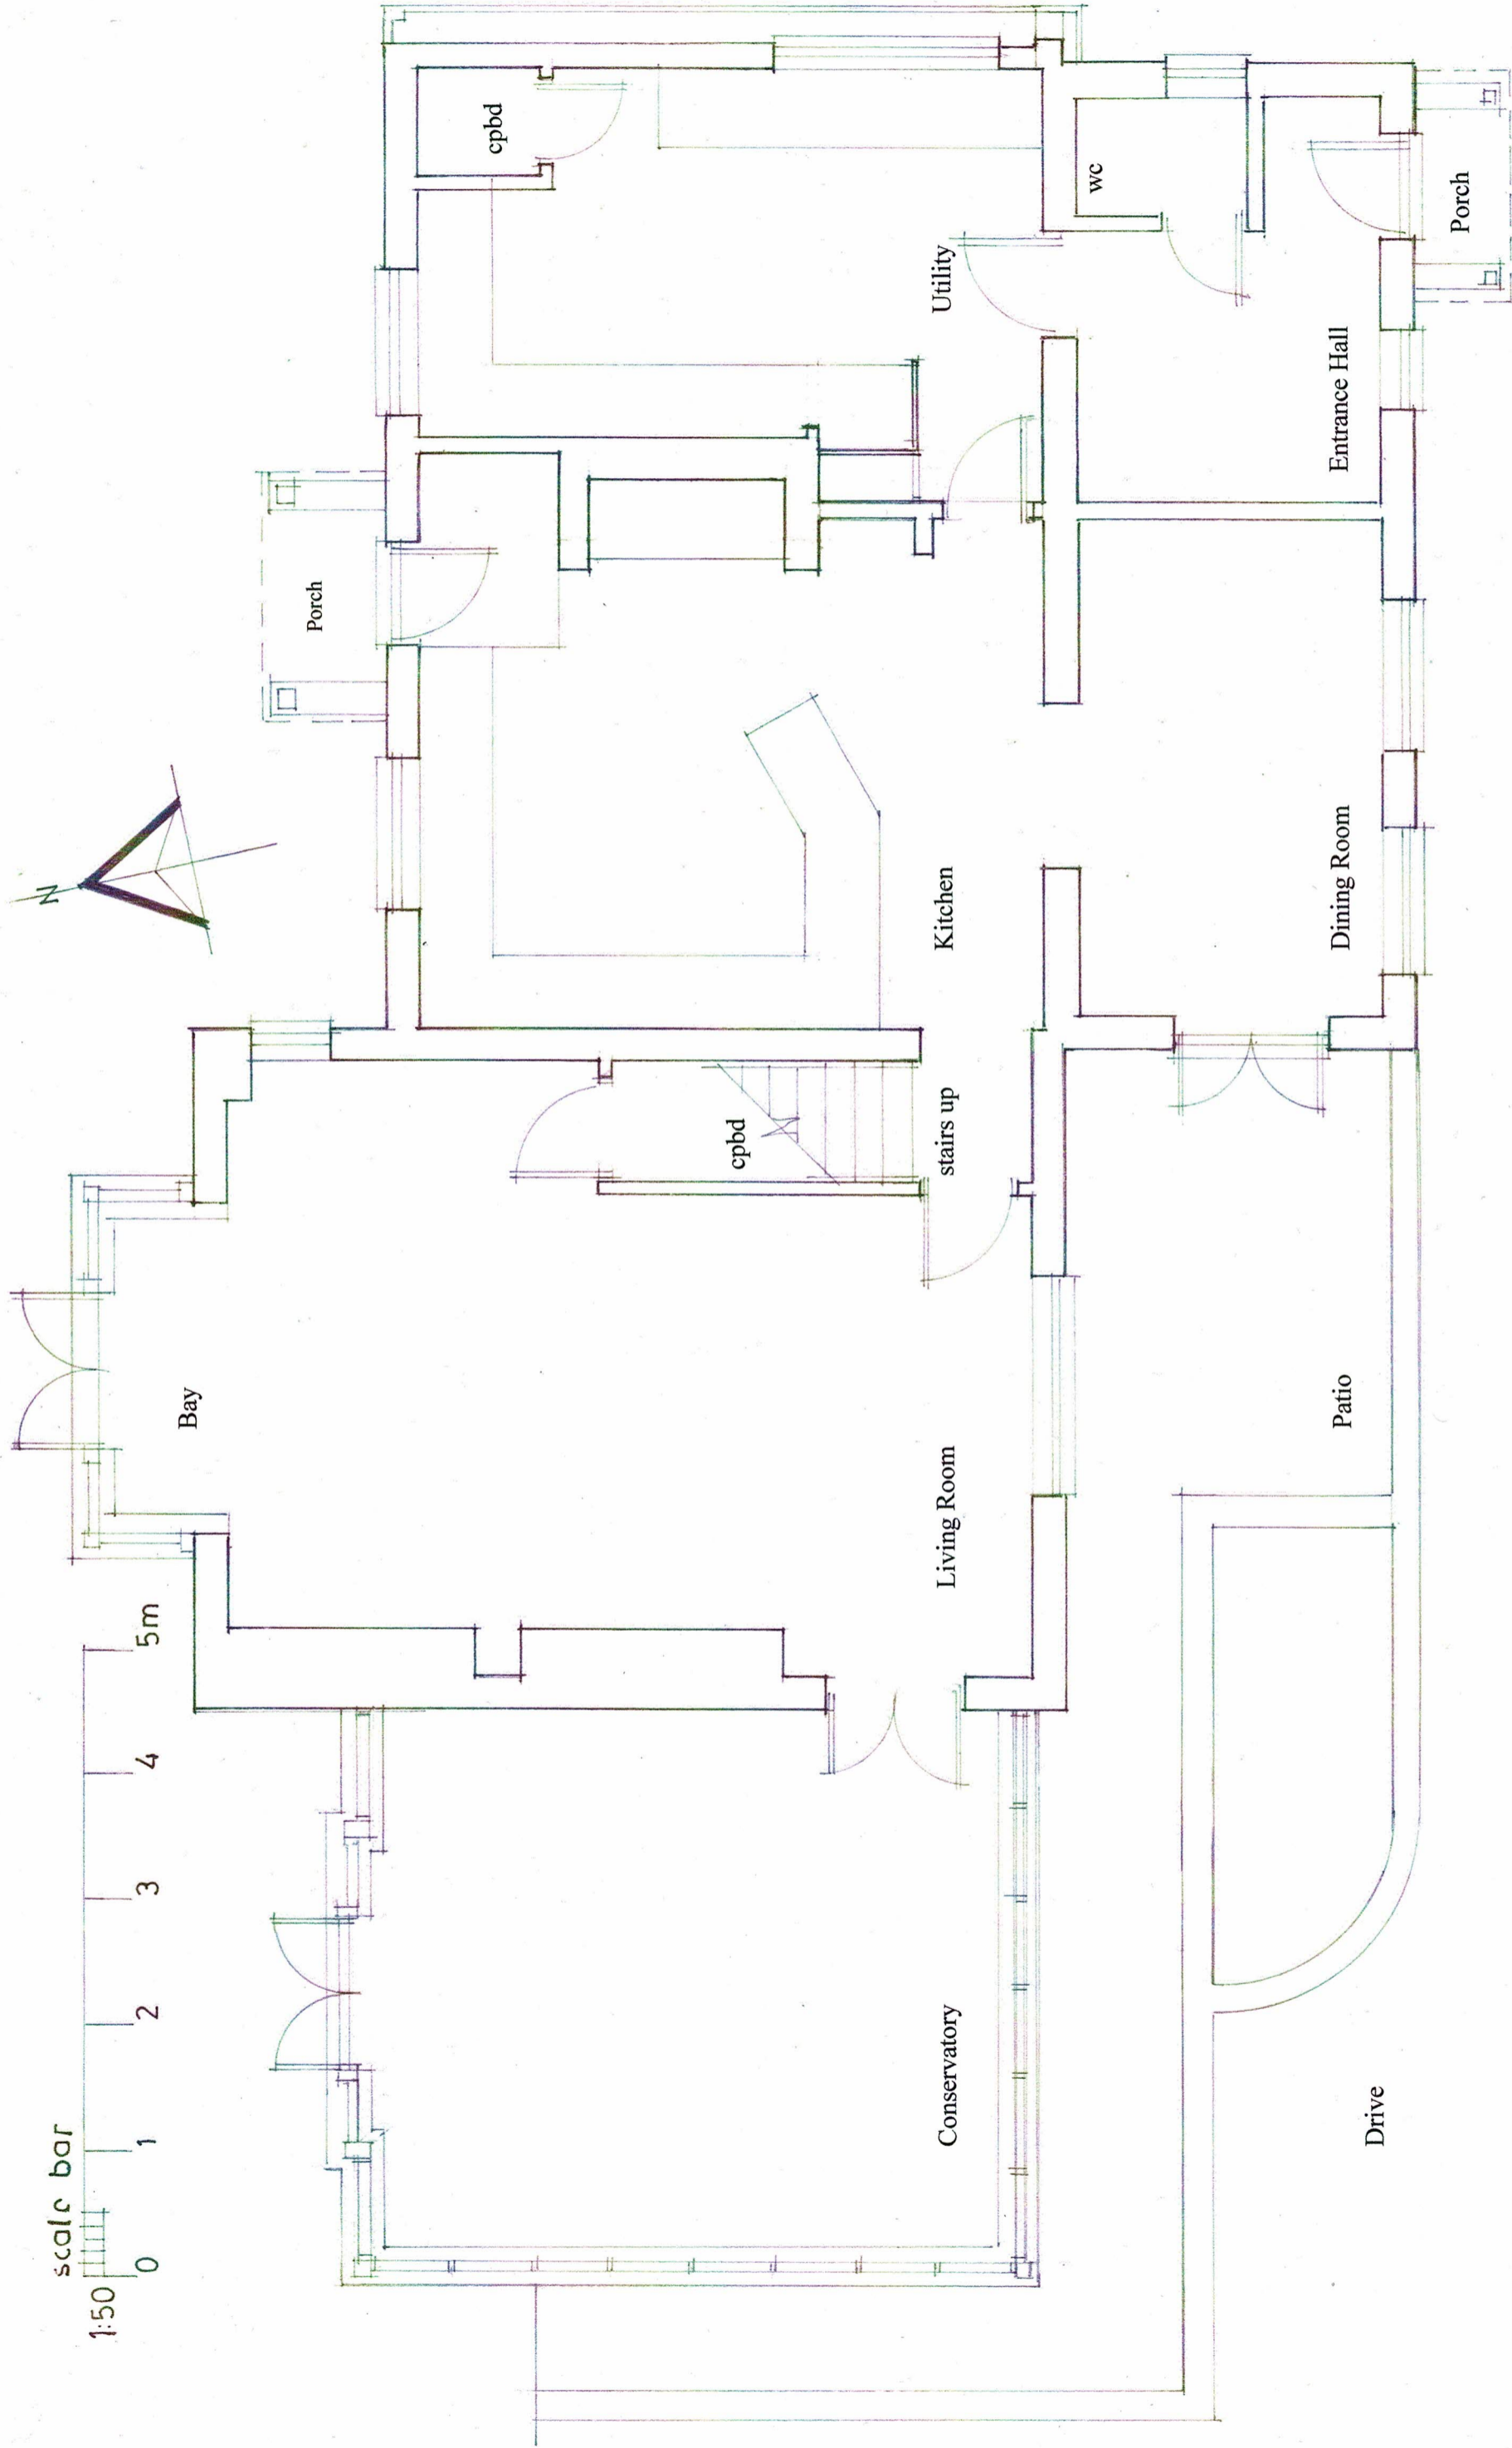 scale bar
1:50
0 1 2 3 4 5m
N
Bay
Porch
cpbd
cpbd
stairs up
Conservatory
Living Room
Kitchen
Utility
wc
Patio
Dining Room
Entrance Hall
Drive
Porch